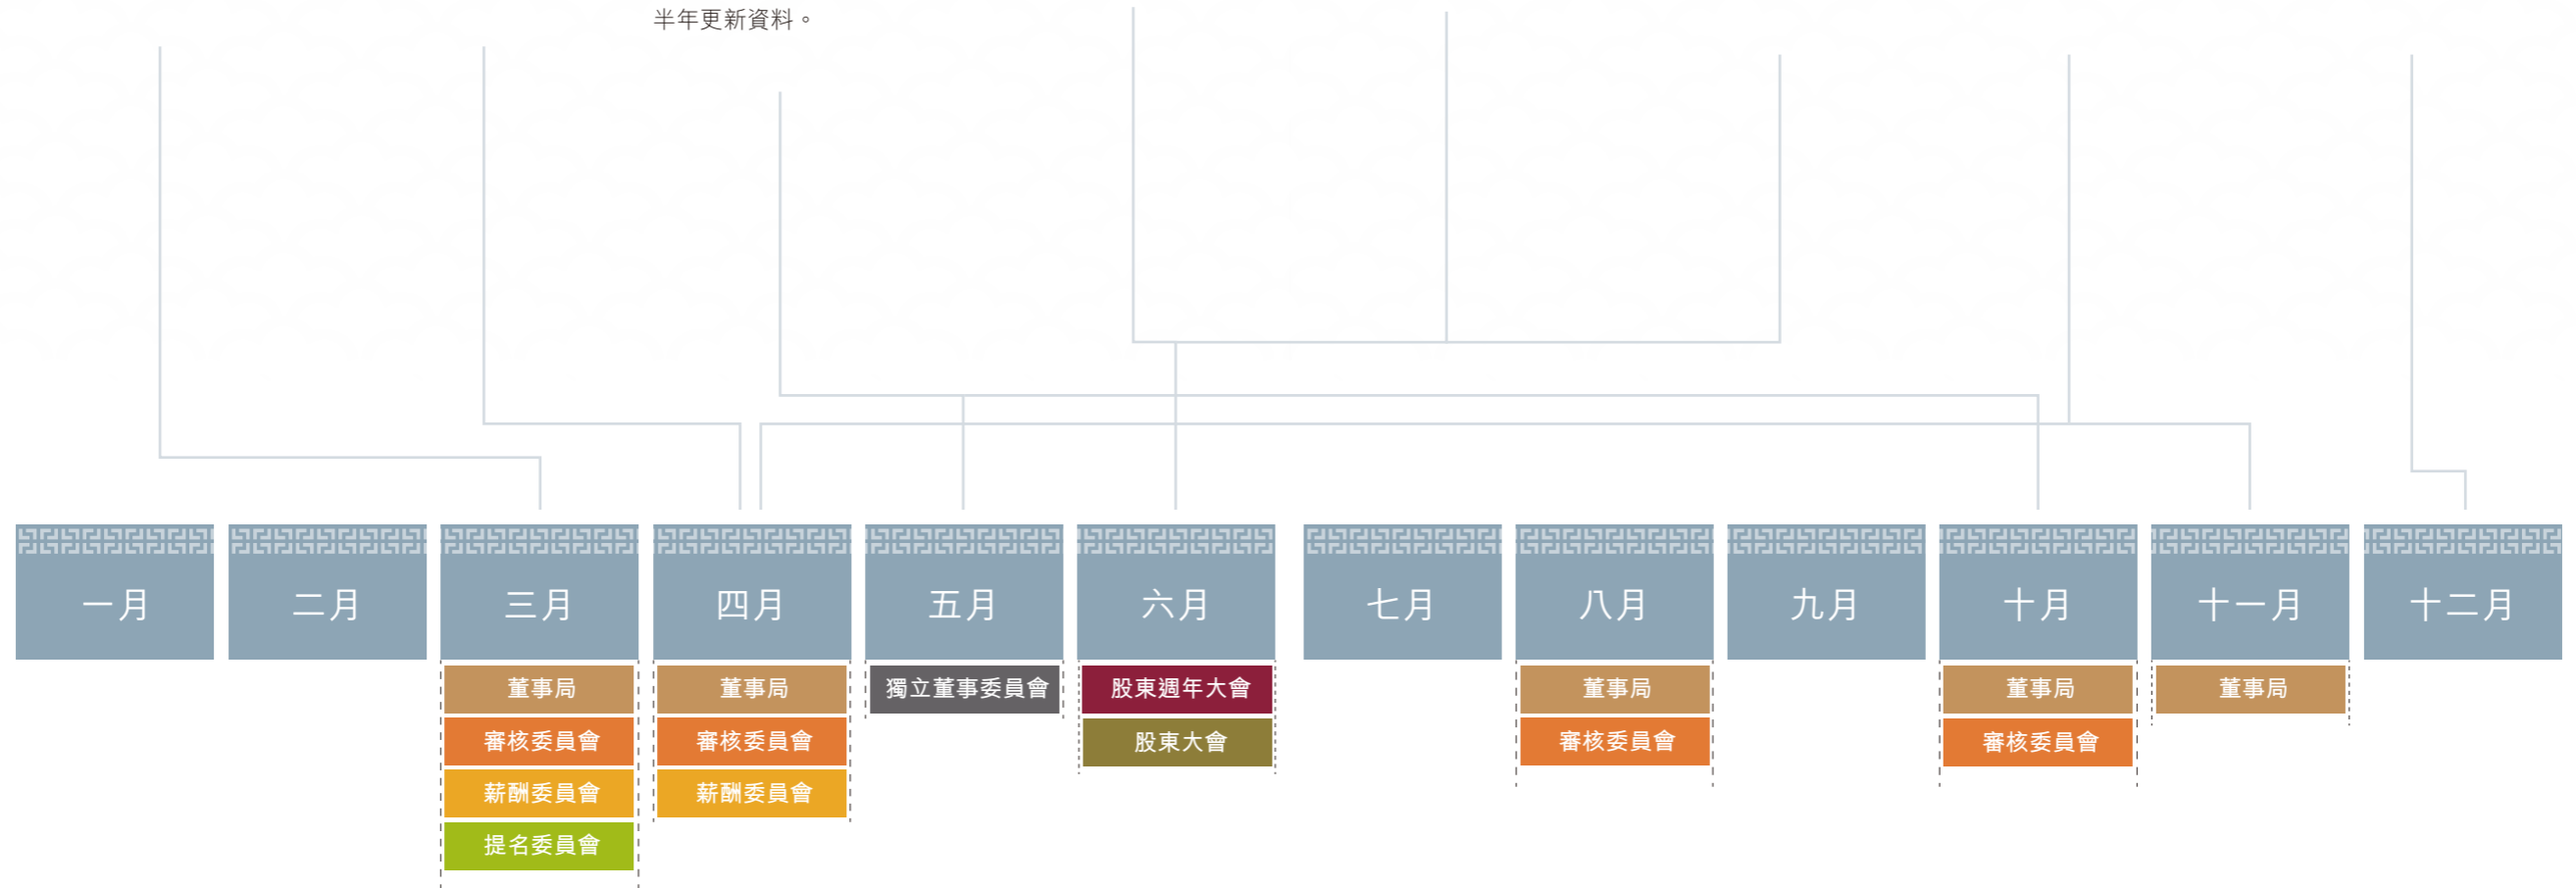 半年更新資料。
一月
二月
三月
四月
五月
六月
七月
八月
九月
十月
十一月
十二月
董事局
審核委員會
薪酬委員會
提名委員會
董事局
審核委員會
薪酬委員會
獨立董事委員會
股東週年大會
股東大會
董事局
審核委員會
董事局
審核委員會
董事局